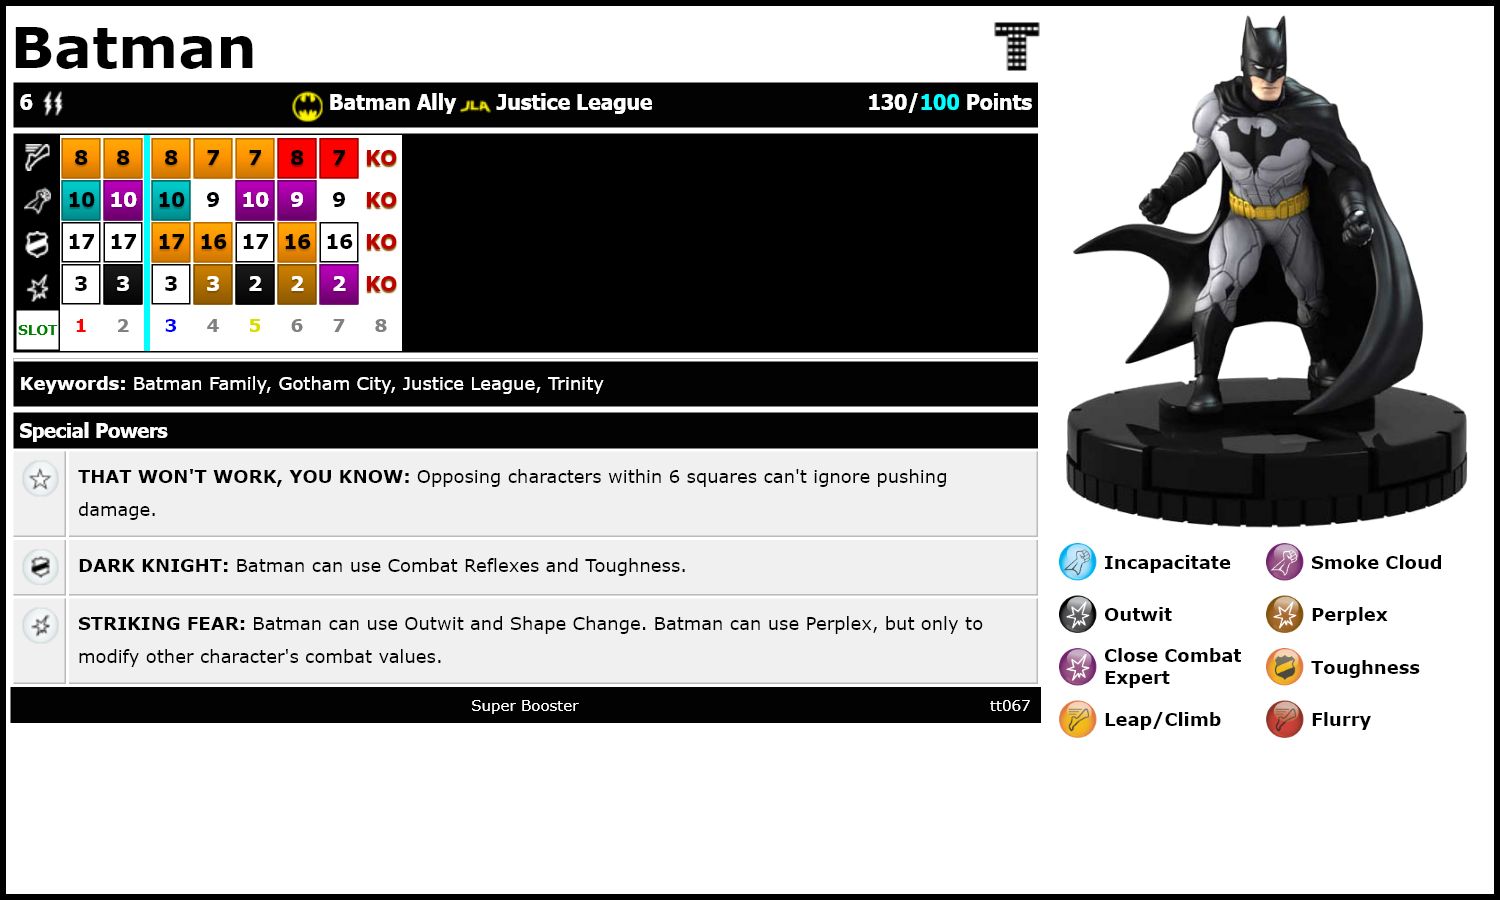 Batman
T
6 Batman Ally JLA Justice League 130/100 Points
8 8 8 7 7 8 7 KO
10 10 10 9 10 9 9 KO
17 17 17 16 17 16 16 KO
3 3 3 3 2 2 2 KO
SLOT 1 2 3 4 5 6 7 8
Keywords: Batman Family, Gotham City, Justice League, Trinity
Special Powers
THAT WON'T WORK, YOU KNOW: Opposing characters within 6 squares can't ignore pushing
damage.
DARK KNIGHT: Batman can use Combat Reflexes and Toughness.
STRIKING FEAR: Batman can use Outwit and Shape Change. Batman can use Perplex, but only to
modify other character's combat values.
Super Booster tt067
Incapacitate Smoke Cloud
Outwit Perplex
Close Combat
Expert
Toughness
Leap/Climb Flurry